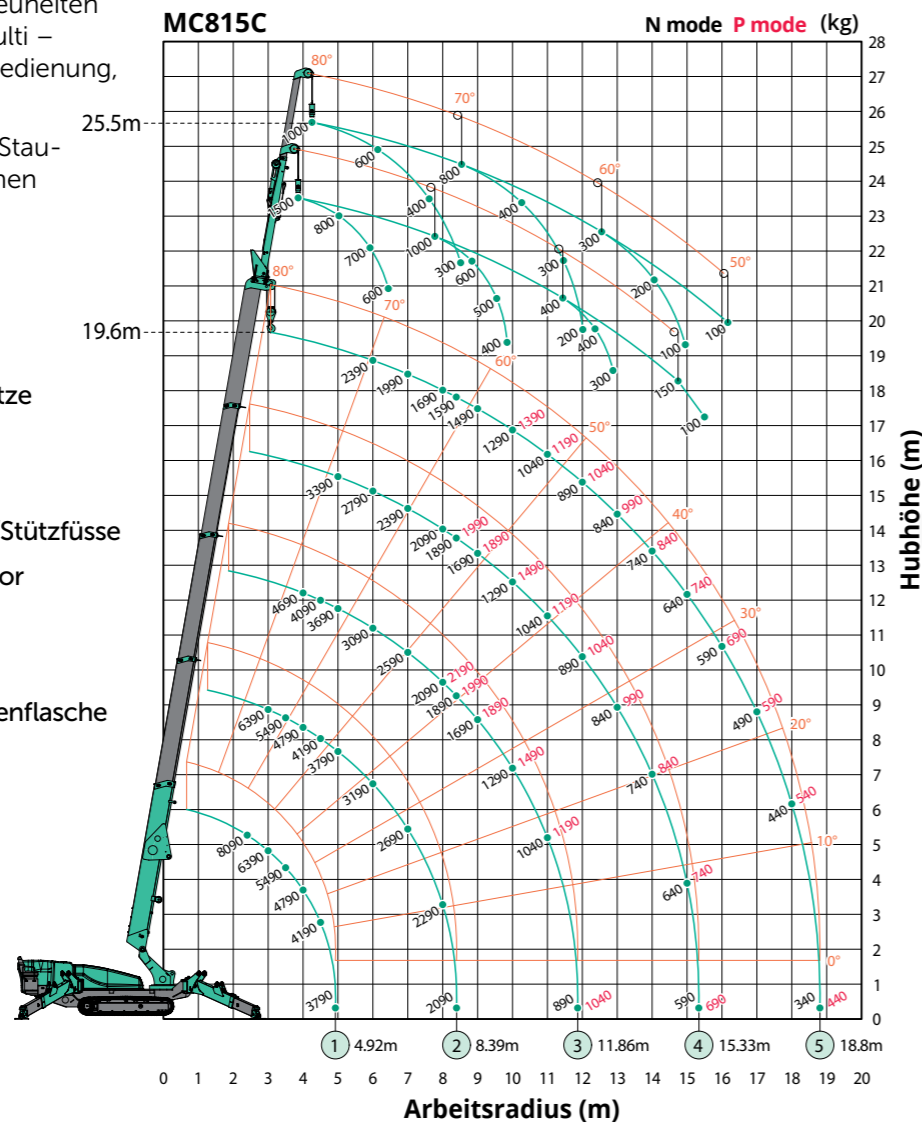 euheiten
ulti –
edienung,
Stau-
nen
tze
Stützfüsse
or
enflasche
MC815C
N mode P mode (kg)
25.5m
19.6m
80° 70° 60° 50°
1000 600 400 300
800 400 300 200
300 200 100
100
1500 800 700 600
1000 600 500 400
400 400 300
150 100
80° 70° 60° 50° 40° 30° 20° 10° 0°
2390 1990 1690 1590 1490 1290 1390 1040 1190 890 1040 840 990 740 840 640 740 590 690 490 590 440 540 340 440
3390 2790 2390 2090 1890 1990 1690 1890 1290 1490 1040 1190 890 1040 840 990 740 840 640 740 590 690
4690 4090 3690 3090 2590 2090 2190 1890 1990 1690 1890 1290 1490 1040 1190 890 1040
6390 5490 4790 4190 3790 3190 2690 2290 2090
8090 6390 5490 4790 4190 3790
28
27
26
25
24
23
22
21
20
19
18
17
16
15
14
13
12
11
10
9
8
7
6
5
4
3
2
1
0
Hubhöhe (m)
1 4.92m 2 8.39m 3 11.86m 4 15.33m 5 18.8m
0 1 2 3 4 5 6 7 8 9 10 11 12 13 14 15 16 17 18 19 20
Arbeitsradius (m)